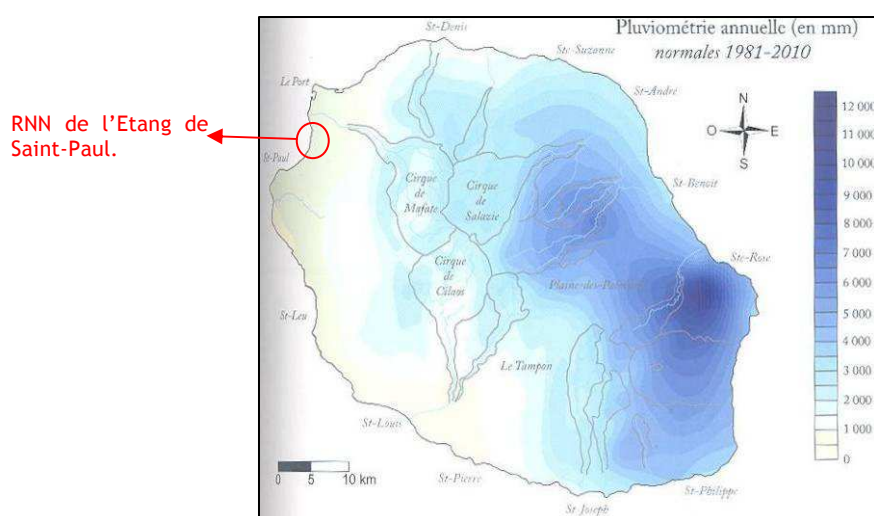 Pluviométrie annuelle (en mm)
normales 1981-2010
RNN de l’Etang de
Saint-Paul.
St-Denis
Ste-Suzanne
St-André
Le Port
St-Paul
Cirque
de
Mafate
Cirque
de
Salazie
St-Benoit
Ste-Rose
Cirque
de
Cilaos
Plaine-des-Palmistes
St-Leu
Le Tampon
St-Louis
St-Pierre
St Joseph
St-Philippe
N
O
E
S
12 000
11 000
10 000
9 000
8 000
7 000
6 000
5 000
4 000
3 000
2 000
1 000
0
0 5 10 km